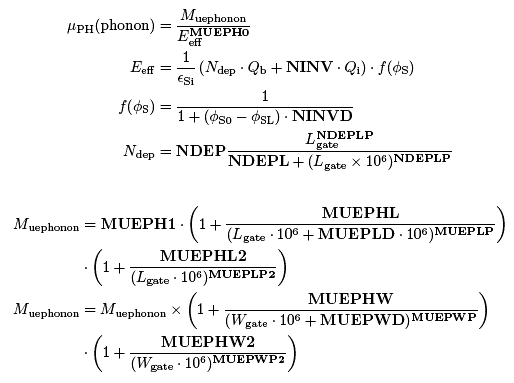 μ_PH(phonon) = M_uephonon / E_eff^MUEPH0
E_eff = 1/ϵ_Si (N_dep · Q_b + NINV · Q_i) · f(ϕ_S)
f(ϕ_S) = 1 / (1 + (ϕ_S0 − ϕ_SL) · NINVD)
N_dep = NDEP L_gate^NDEPLP / (NDEPL + (L_gate × 10^6)^NDEPLP)
M_uephonon = MUEPH1 · (1 + MUEPHL / (L_gate · 10^6 + MUEPLD · 10^6)^MUEPLP)
· (1 + MUEPHL2 / (L_gate · 10^6)^MUEPLP2)
M_uephonon = M_uephonon × (1 + MUEPHW / (W_gate · 10^6 + MUEPWD)^MUEPWP)
· (1 + MUEPHW2 / (W_gate · 10^6)^MUEPWP2)